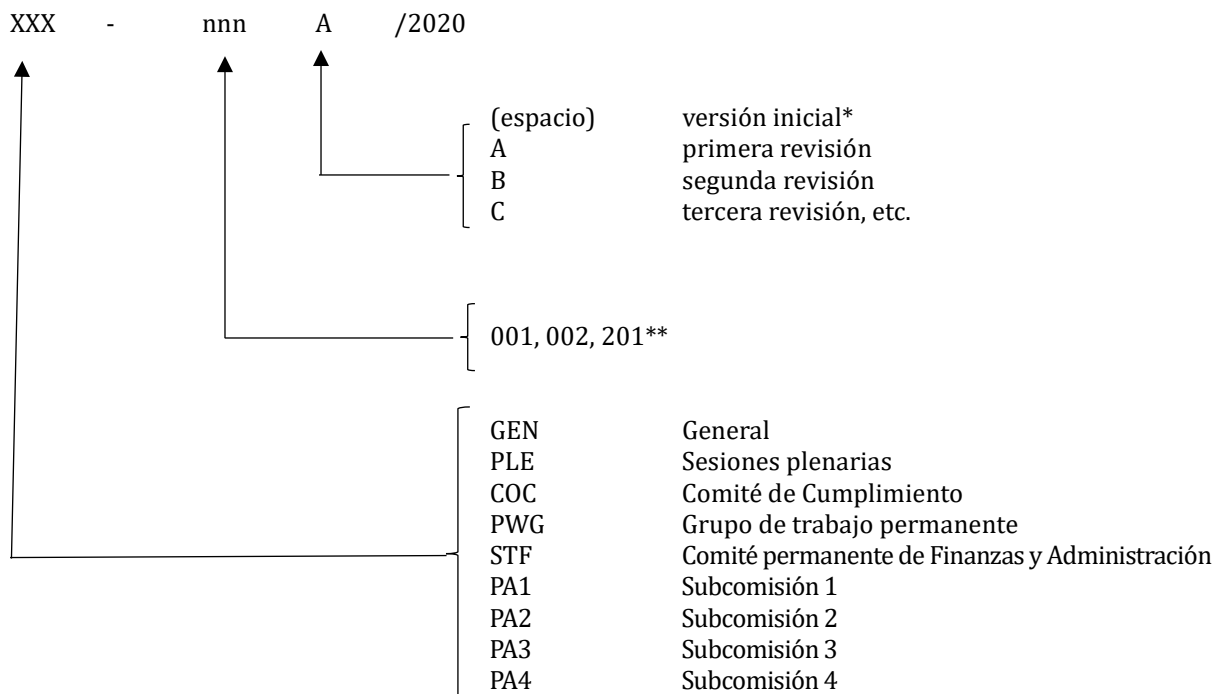 XXX - nnn A /2020
(espacio) versión inicial*
A primera revisión
B segunda revisión
C tercera revisión, etc.
001, 002, 201**
GEN General
PLE Sesiones plenarias
COC Comité de Cumplimiento
PWG Grupo de trabajo permanente
STF Comité permanente de Finanzas y Administración
PA1 Subcomisión 1
PA2 Subcomisión 2
PA3 Subcomisión 3
PA4 Subcomisión 4